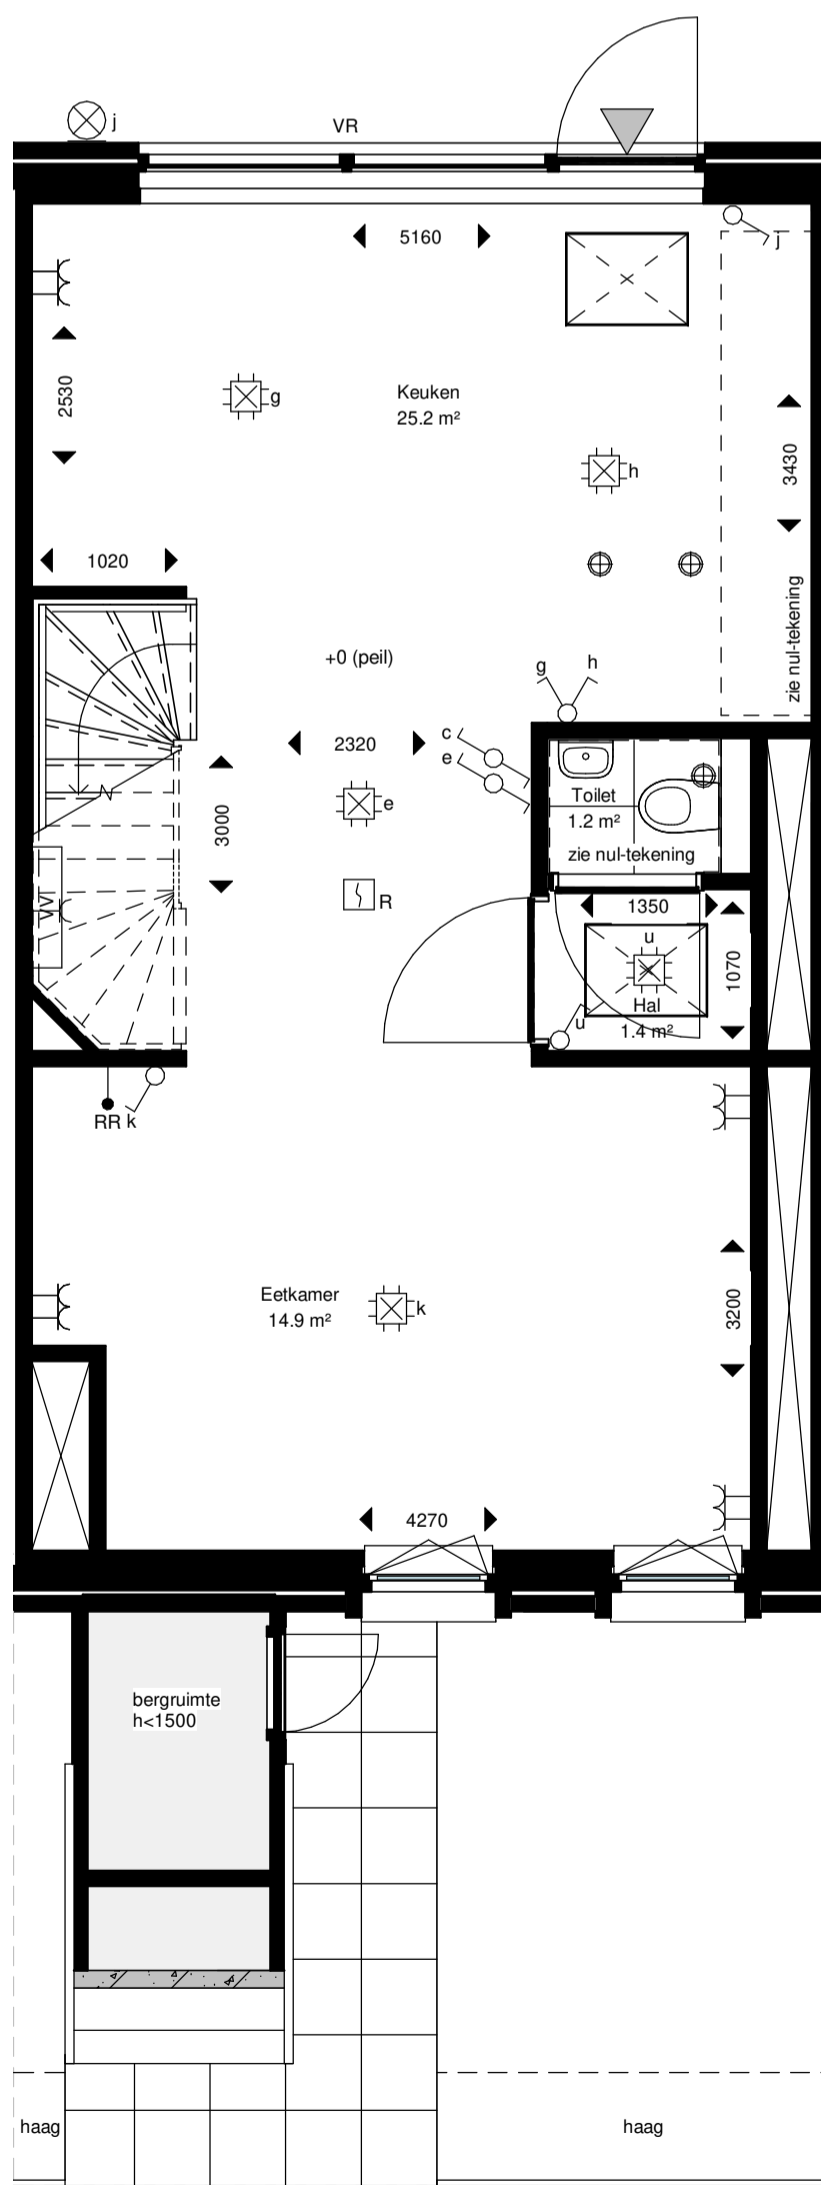 j
VR
5160
j
2530
g
Keuken
25.2 m²
3430
h
1020
zie nul-tekening
+0 (peil)
g
h
c
2320
e
3000
e
Toilet
1.2 m²
zie nul-tekening
R
VV
1350
u
1070
Hal
u
1.4 m²
RR
k
Eetkamer
14.9 m²
k
3200
4270
bergruimte
h<1500
haag
haag